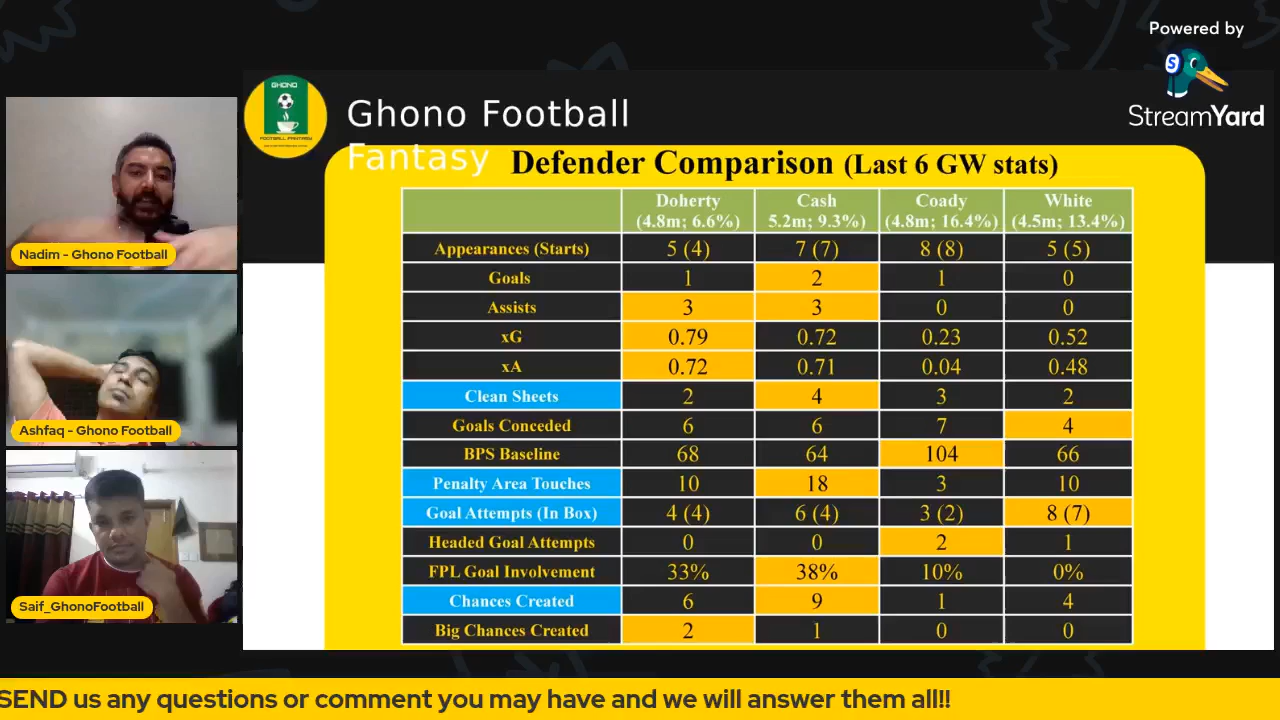 Powered by
StreamYard
GHONO
FOOTBALL FANTASY
Ghono Football
Fantasy
Defender Comparison (Last 6 GW stats)
Doherty (4.8m; 6.6%) Cash 5.2m; 9.3%) Coady (4.8m; 16.4%) White (4.5m; 13.4%)
Appearances (Starts) 5 (4) 7 (7) 8 (8) 5 (5)
Goals 1 2 1 0
Assists 3 3 0 0
xG 0.79 0.72 0.23 0.52
xA 0.72 0.71 0.04 0.48
Clean Sheets 2 4 3 2
Goals Conceded 6 6 7 4
BPS Baseline 68 64 104 66
Penalty Area Touches 10 18 3 10
Goal Attempts (In Box) 4 (4) 6 (4) 3 (2) 8 (7)
Headed Goal Attempts 0 0 2 1
FPL Goal Involvement 33% 38% 10% 0%
Chances Created 6 9 1 4
Big Chances Created 2 1 0 0
Nadim - Ghono Football
Ashfaq - Ghono Football
Saif_GhonoFootball
SEND us any questions or comment you may have and we will answer them all!!